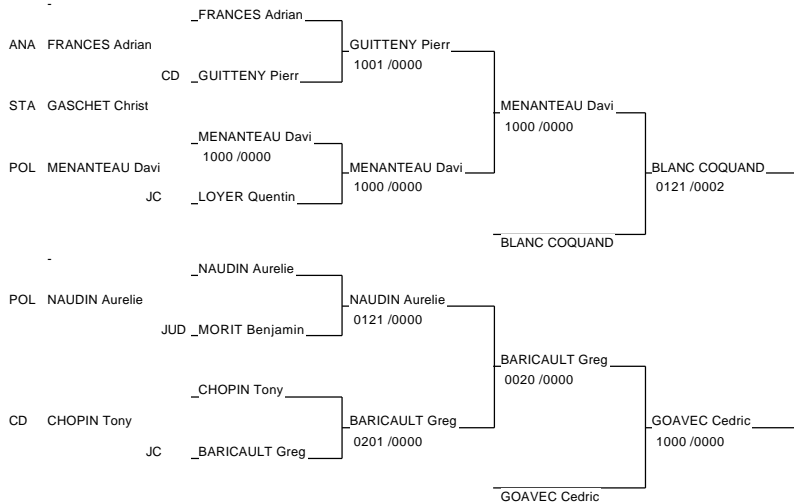 -
FRANCES Adrian
ANA FRANCES Adrian
GUITTENY Pierr
1001 /0000
CD GUITTENY Pierr
STA GASCHET Christ
MENANTEAU Davi
1000 /0000
MENANTEAU Davi
1000 /0000
POL MENANTEAU Davi
MENANTEAU Davi
1000 /0000
BLANC COQUAND
0121 /0002
JC LOYER Quentin
BLANC COQUAND
-
NAUDIN Aurelie
POL NAUDIN Aurelie
NAUDIN Aurelie
0121 /0000
JUD MORIT Benjamin
BARICAULT Greg
0020 /0000
CHOPIN Tony
CD CHOPIN Tony
BARICAULT Greg
0201 /0000
GOAVEC Cedric
1000 /0000
JC BARICAULT Greg
GOAVEC Cedric